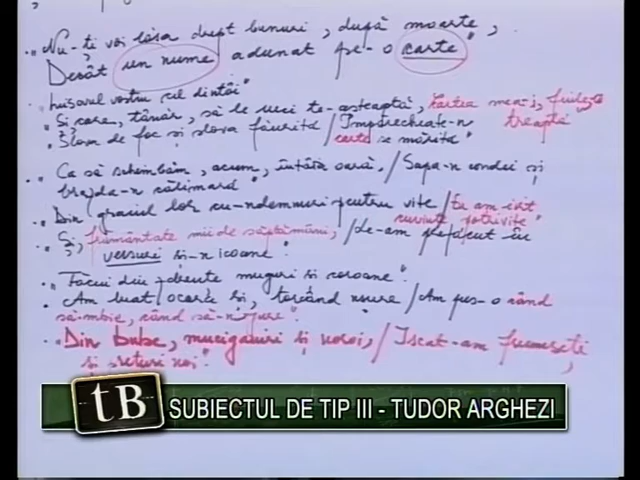 „Nu-ți voi lăsa drept bunuri, după moarte,
Decât un nume adunat pe-o carte"
hrisovul vostru cel dintâi"
„Și care, tânăr, să le urci te-așteaptă, Cartea mea-i, fiule, o treaptă
„Slova de foc și slova făurită / Împărecheate-n carte se mărită"
„Ca să schimbăm, acum, întâia oară, / Sapa-n condei și
brazda-n călimară"
„Din graiul lor cu-ndemnuri pentru vite / Eu am ivit cuvinte potrivite"
„Și, frământate mii de săptămâni, / Le-am prefăcut în
versuri și-n icoane"
„Făcui din zdrențe muguri și coroane".
„Am luat ocara și, torcând ușure / Am pus-o când
să-mbie, când să-njure".
„Din bube, mucigaiuri și noroi, / Iscat-am frumuseți
și prețuri noi".
tB SUBIECTUL DE TIP III - TUDOR ARGHEZI